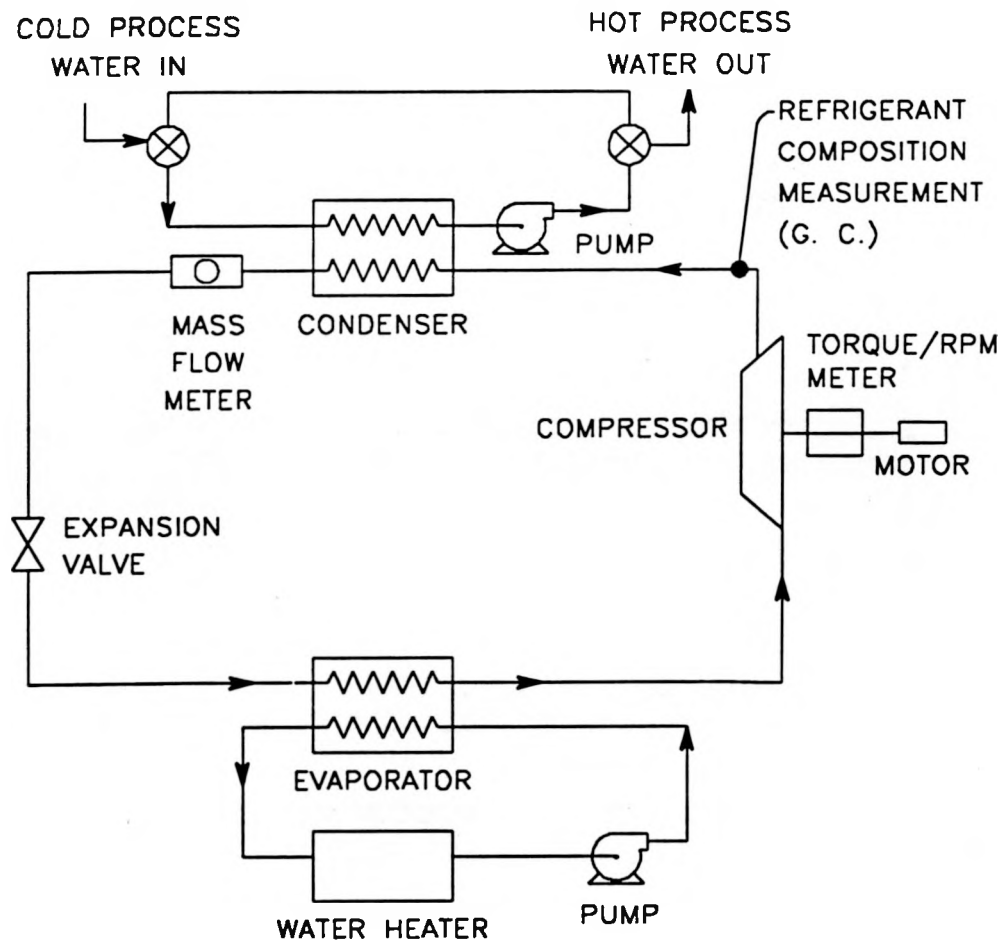 COLD PROCESS
WATER IN
HOT PROCESS
WATER OUT
REFRIGERANT
COMPOSITION
MEASUREMENT
(G. C.)
PUMP
MASS
FLOW
METER
CONDENSER
TORQUE/RPM
METER
COMPRESSOR
MOTOR
EXPANSION
VALVE
EVAPORATOR
WATER HEATER
PUMP